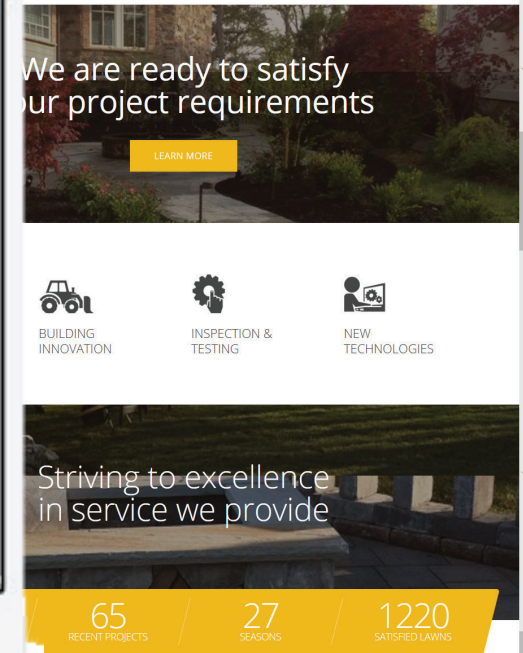 We are ready to satisfy
our project requirements
LEARN MORE
BUILDING
INNOVATION
INSPECTION &
TESTING
NEW
TECHNOLOGIES
Striving to excellence
in service we provide
65
RECENT PROJECTS
27
SEASONS
1220
SATISFIED LAWNS